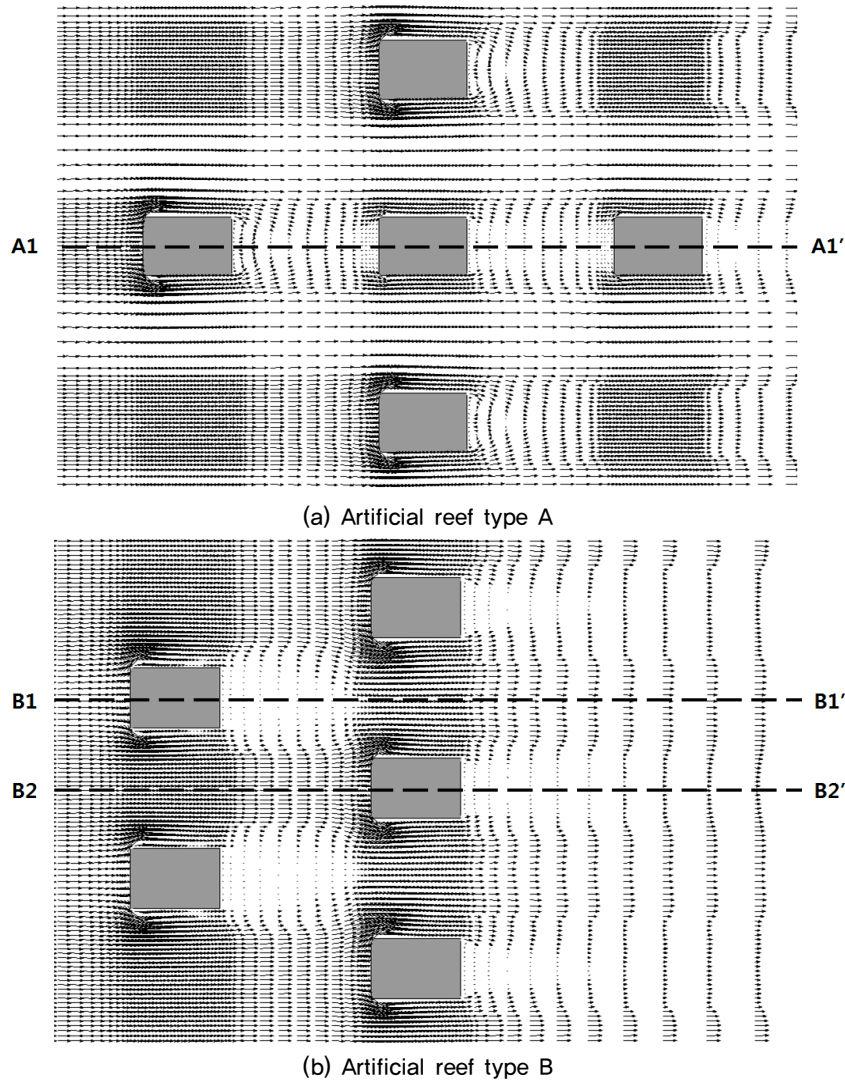 A1 A1’
(a) Artificial reef type A
B1 B1’
B2 B2’
(b) Artificial reef type B